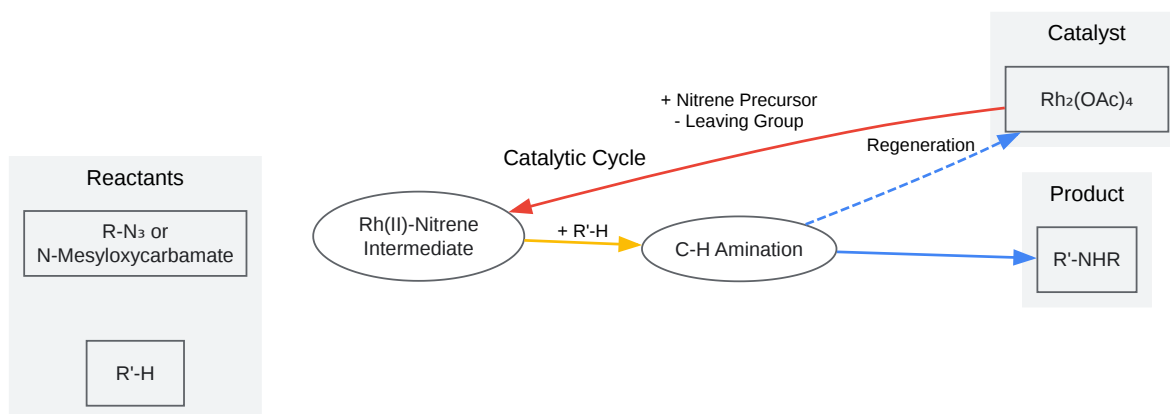 Catalyst
Rh₂(OAc)₄
+ Nitrene Precursor
- Leaving Group
Regeneration
Catalytic Cycle
Reactants
R-N₃ or
N-Mesyloxycarbamate
R'-H
Rh(II)-Nitrene
Intermediate
+ R'-H
C-H Amination
Product
R'-NHR